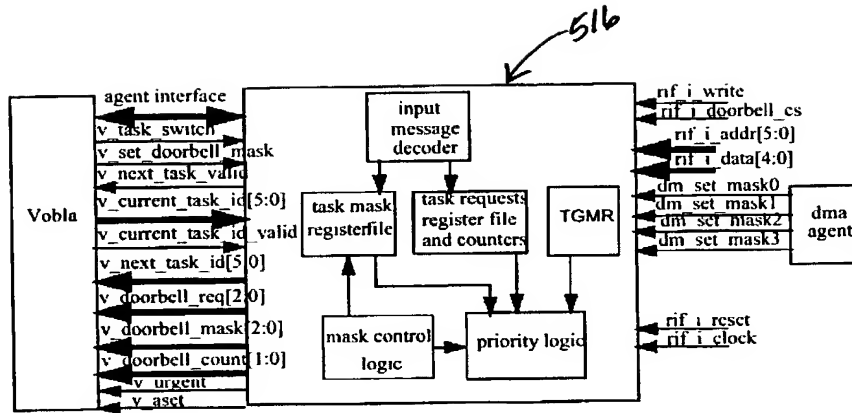 516
agent interface
v_task_switch
v_set_doorbell_mask
v_next_task_valid
v_current_task_id[5:0]
v_current_task_id_valid
v_next_task_id[5:0]
v_doorbell_req[2:0]
v_doorbell_mask[2:0]
v_doorbell_count[1:0]
v_urgent
v_aset
Vobla
input
message
decoder
task mask
registerfile
task requests
register file
and counters
TGMR
mask control
logic
priority logic
rif_i_write
rif_i_doorbell_cs
rif_i_addr[5:0]
rif_i_data[4:0]
dm_set_mask0
dm_set_mask1
dm_set_mask2
dm_set_mask3
dma
agent
rif_i_reset
rif_i_clock